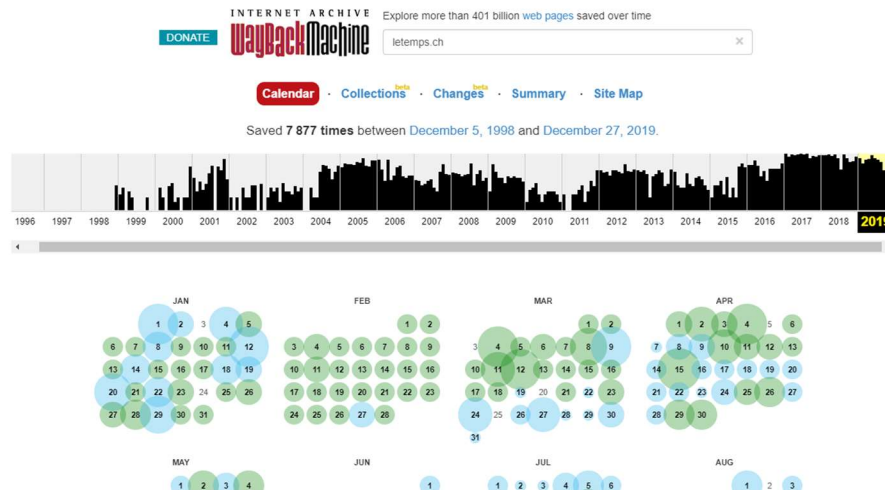 INTERNET ARCHIVE
WayBackMachine
DONATE
Explore more than 401 billion web pages saved over time
letemps.ch
×
Calendar · Collections beta · Changes beta · Summary · Site Map
Saved 7 877 times between December 5, 1998 and December 27, 2019.
1996 1997 1998 1999 2000 2001 2002 2003 2004 2005 2006 2007 2008 2009 2010 2011 2012 2013 2014 2015 2016 2017 2018 2019
JAN
1 2 3 4 5
6 7 8 9 10 11 12
13 14 15 16 17 18 19
20 21 22 23 24 25 26
27 28 29 30 31
FEB
1 2
3 4 5 6 7 8 9
10 11 12 13 14 15 16
17 18 19 20 21 22 23
24 25 26 27 28
MAR
1 2
3 4 5 6 7 8 9
10 11 12 13 14 15 16
17 18 19 20 21 22 23
24 25 26 27 28 29 30
31
APR
1 2 3 4 5 6
7 8 9 10 11 12 13
14 15 16 17 18 19 20
21 22 23 24 25 26 27
28 29 30
MAY
1 2 3 4
JUN
1
JUL
1 2 3 4 5 6
AUG
1 2 3